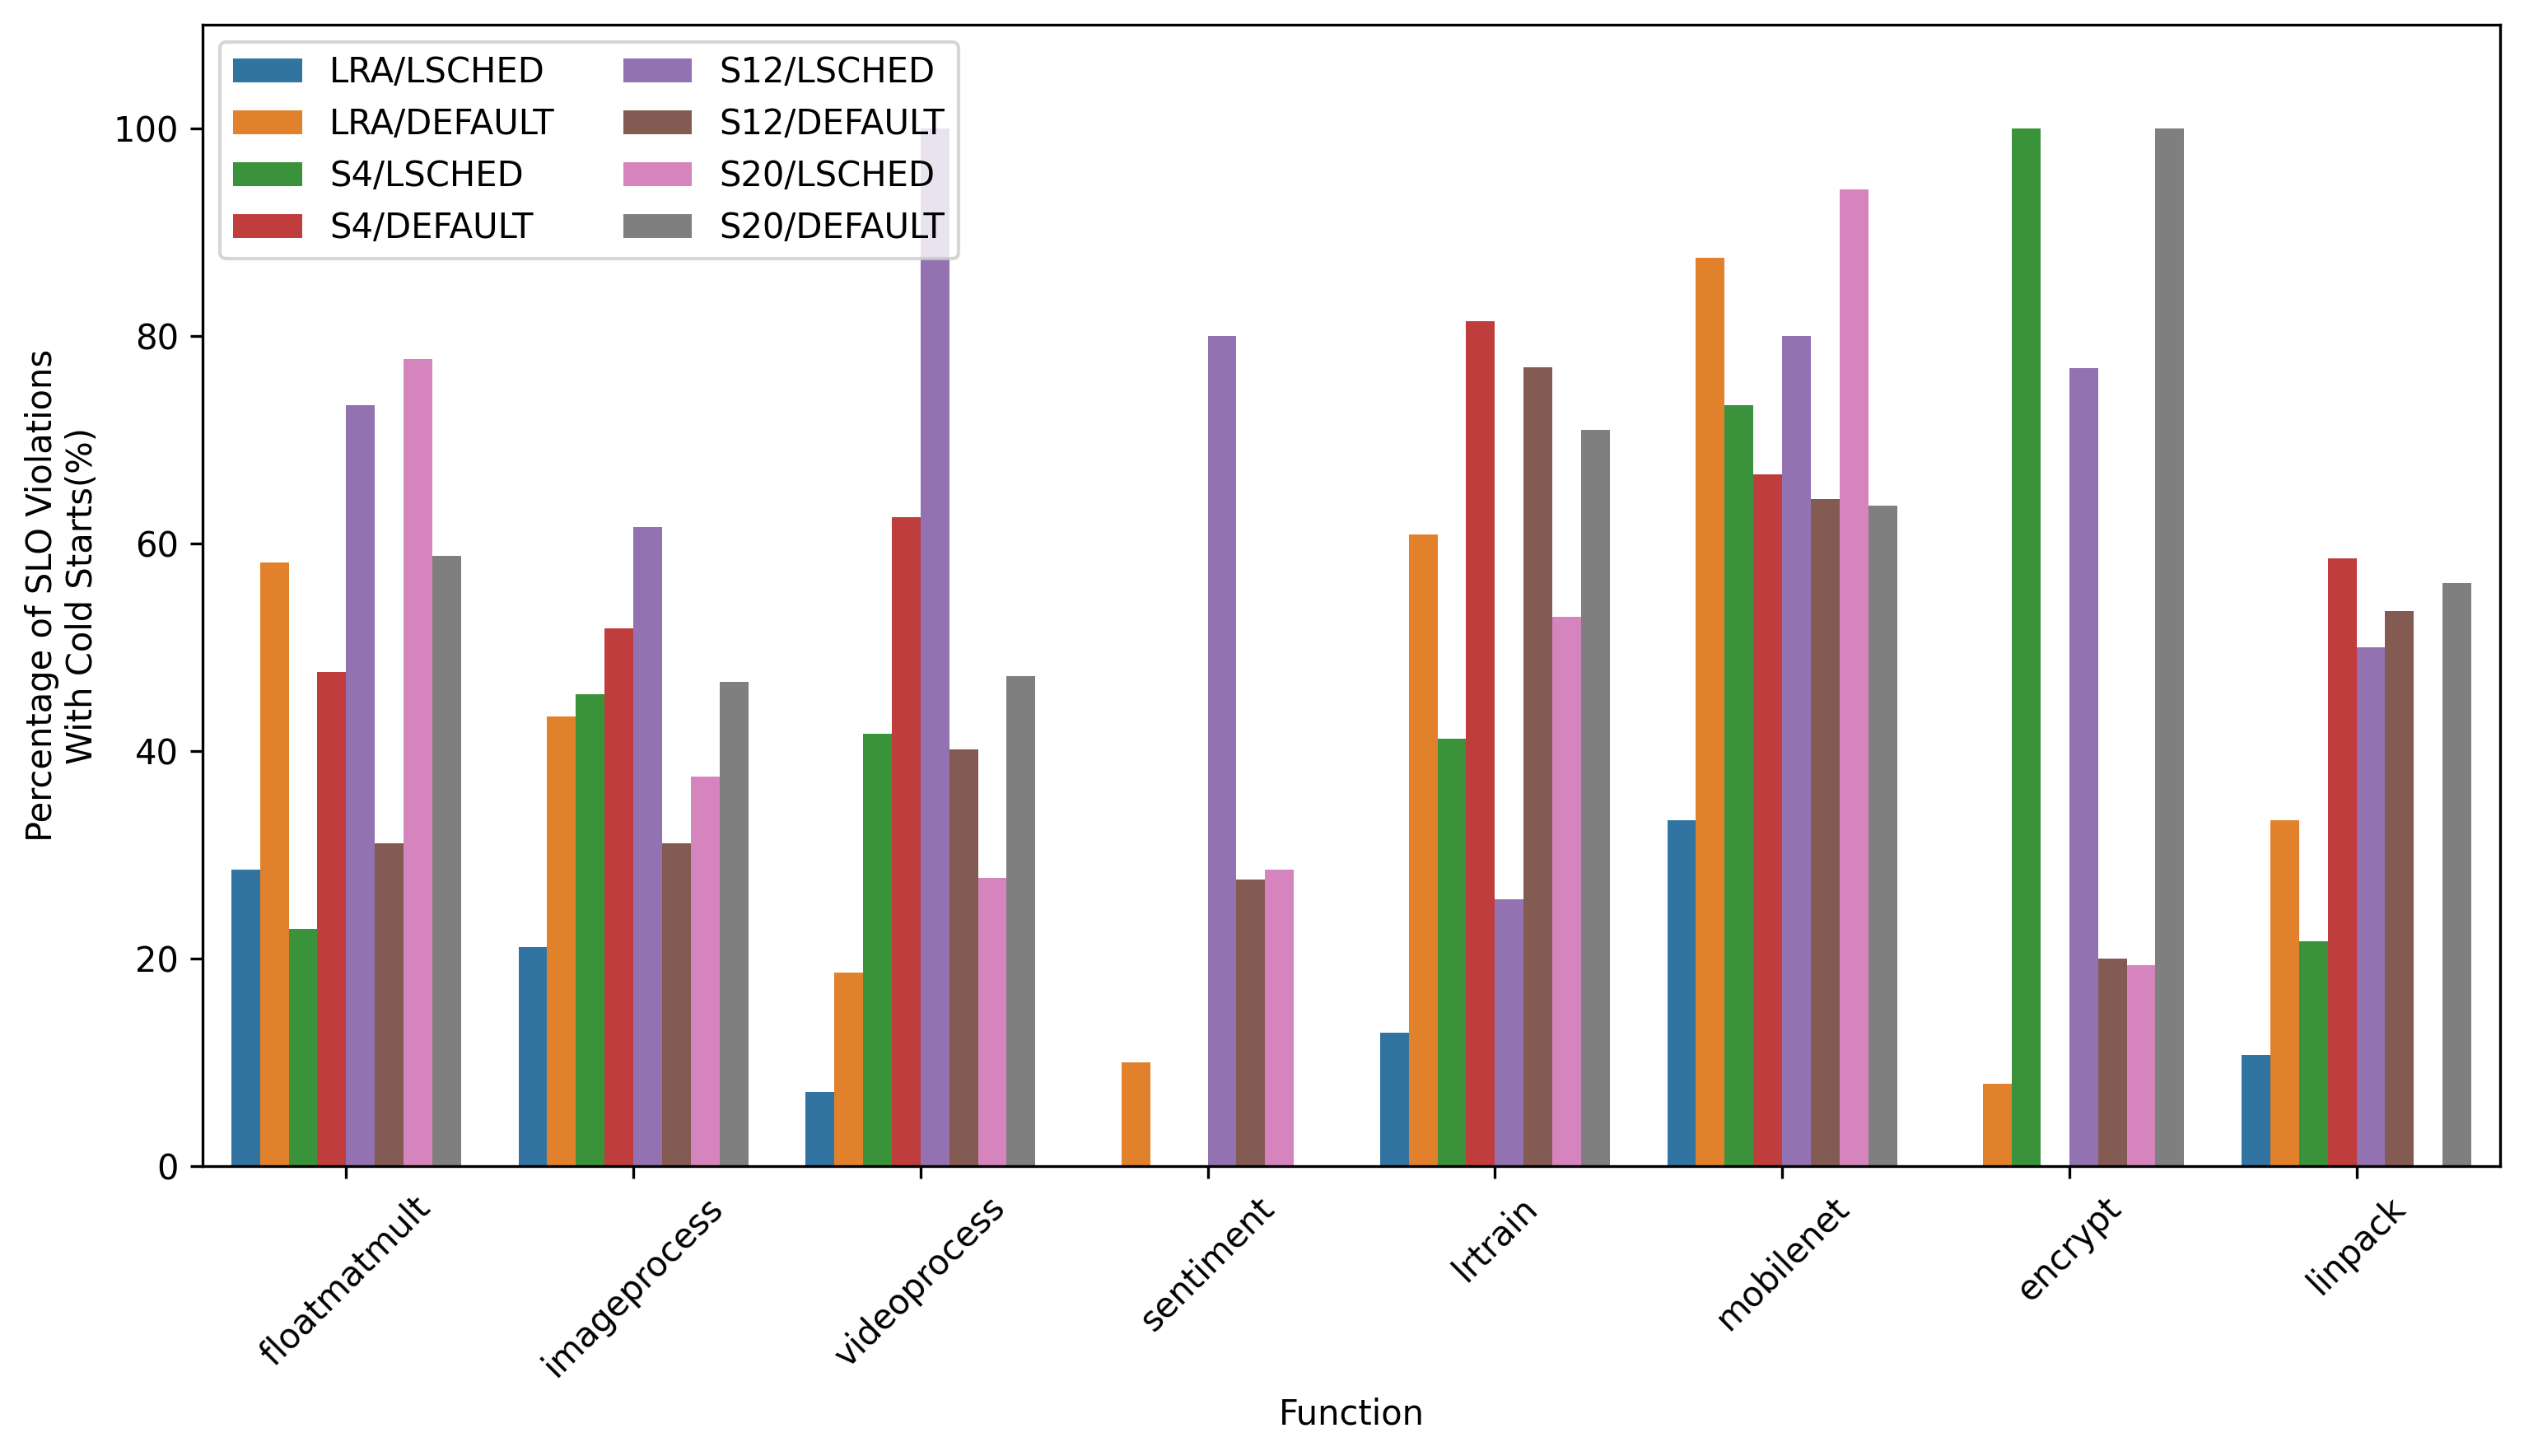 LRA/LSCHED
LRA/DEFAULT
S4/LSCHED
S4/DEFAULT
S12/LSCHED
S12/DEFAULT
S20/LSCHED
S20/DEFAULT
Percentage of SLO Violations
With Cold Starts(%)
100
80
60
40
20
0
floatmatmult
imageprocess
videoprocess
sentiment
lrtrain
mobilenet
encrypt
linpack
Function